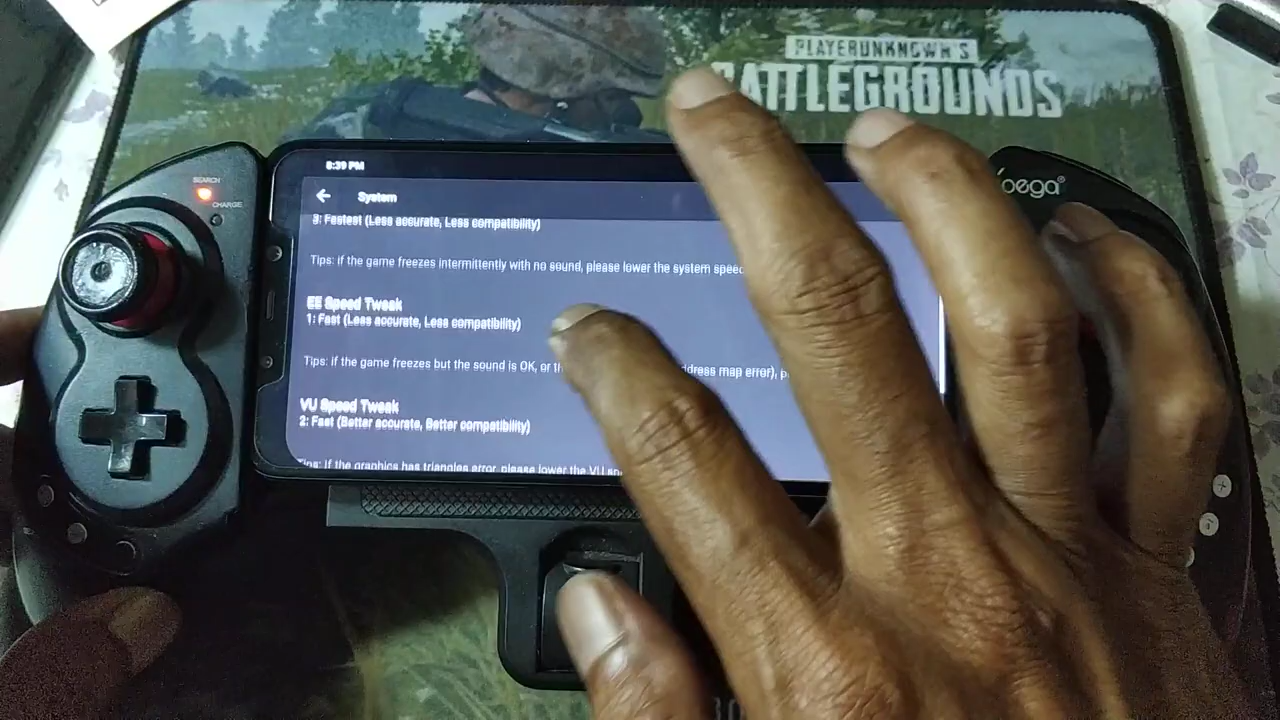 PLAYERUNKNOWN'S
BATTLEGROUNDS
SEARCH
CHARGE
8:39 PM
System
3: Fastest (Less accurate, Less compatibility)
Tips: if the game freezes intermittently with no sound, please lower the system speed
EE Speed Tweak
1: Fast (Less accurate, Less compatibility)
Tips: if the game freezes but the sound is OK, or address map error),
VU Speed Tweak
2: Fast (Better accurate, Better compatibility)
Tips: If the graphics has triangles error, please lower the VU